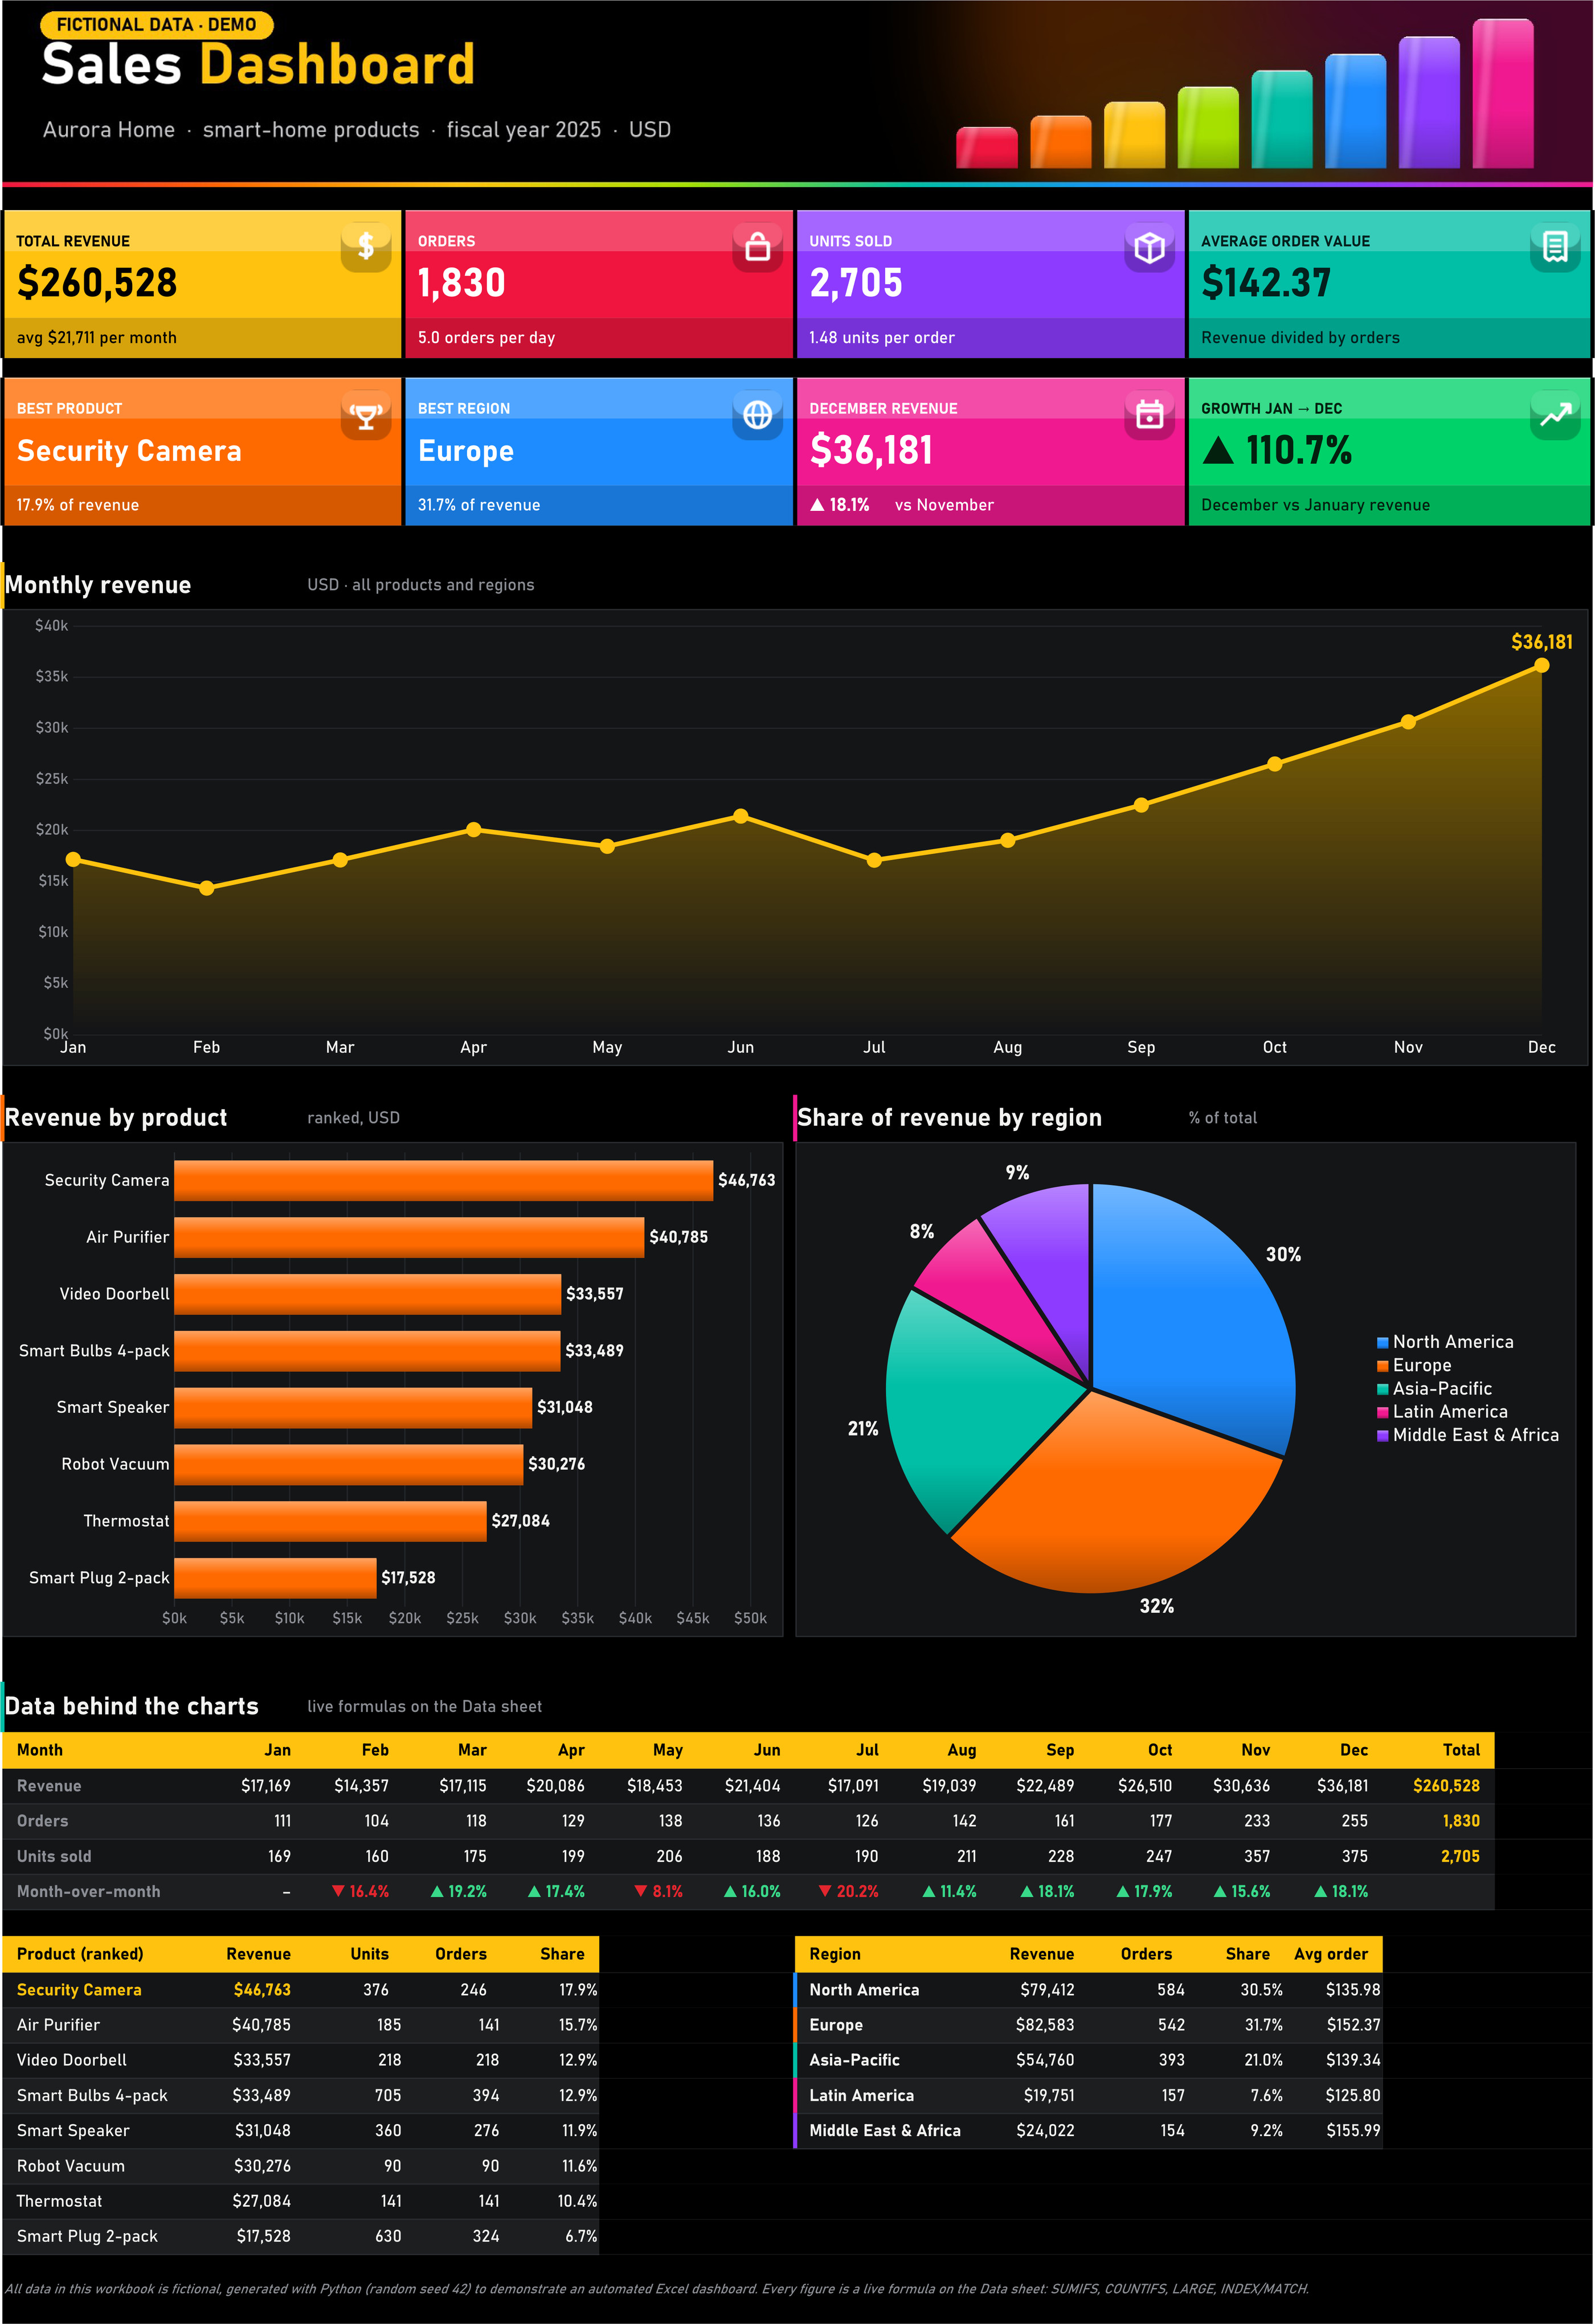 FICTIONAL DATA · DEMO
Sales Dashboard
Aurora Home · smart-home products · fiscal year 2025 · USD
TOTAL REVENUE
$260,528
avg $21,711 per month
ORDERS
1,830
5.0 orders per day
UNITS SOLD
2,705
1.48 units per order
AVERAGE ORDER VALUE
$142.37
Revenue divided by orders
BEST PRODUCT
Security Camera
17.9% of revenue
BEST REGION
Europe
31.7% of revenue
DECEMBER REVENUE
$36,181
▲ 18.1% vs November
GROWTH JAN → DEC
▲ 110.7%
December vs January revenue
Monthly revenue USD · all products and regions
$40k
$35k
$30k
$25k
$20k
$15k
$10k
$5k
$0k
$36,181
Jan Feb Mar Apr May Jun Jul Aug Sep Oct Nov Dec
Revenue by product ranked, USD
Security Camera $46,763
Air Purifier $40,785
Video Doorbell $33,557
Smart Bulbs 4-pack $33,489
Smart Speaker $31,048
Robot Vacuum $30,276
Thermostat $27,084
Smart Plug 2-pack $17,528
$0k $5k $10k $15k $20k $25k $30k $35k $40k $45k $50k
Share of revenue by region % of total
9%
8%
30%
21%
32%
North America
Europe
Asia-Pacific
Latin America
Middle East & Africa
Data behind the charts live formulas on the Data sheet
Month Jan Feb Mar Apr May Jun Jul Aug Sep Oct Nov Dec Total
Revenue $17,169 $14,357 $17,115 $20,086 $18,453 $21,404 $17,091 $19,039 $22,489 $26,510 $30,636 $36,181 $260,528
Orders 111 104 118 129 138 136 126 142 161 177 233 255 1,830
Units sold 169 160 175 199 206 188 190 211 228 247 357 375 2,705
Month-over-month – ▼ 16.4% ▲ 19.2% ▲ 17.4% ▼ 8.1% ▲ 16.0% ▼ 20.2% ▲ 11.4% ▲ 18.1% ▲ 17.9% ▲ 15.6% ▲ 18.1%
Product (ranked) Revenue Units Orders Share
Security Camera $46,763 376 246 17.9%
Air Purifier $40,785 185 141 15.7%
Video Doorbell $33,557 218 218 12.9%
Smart Bulbs 4-pack $33,489 705 394 12.9%
Smart Speaker $31,048 360 276 11.9%
Robot Vacuum $30,276 90 90 11.6%
Thermostat $27,084 141 141 10.4%
Smart Plug 2-pack $17,528 630 324 6.7%
Region Revenue Orders Share Avg order
North America $79,412 584 30.5% $135.98
Europe $82,583 542 31.7% $152.37
Asia-Pacific $54,760 393 21.0% $139.34
Latin America $19,751 157 7.6% $125.80
Middle East & Africa $24,022 154 9.2% $155.99
All data in this workbook is fictional, generated with Python (random seed 42) to demonstrate an automated Excel dashboard. Every figure is a live formula on the Data sheet: SUMIFS, COUNTIFS, LARGE, INDEX/MATCH.